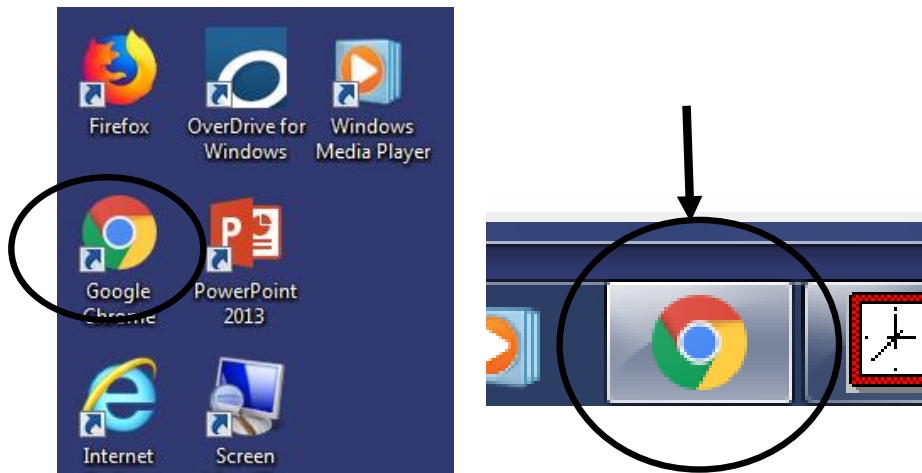 Firefox
OverDrive for
Windows
Windows
Media Player
Google
Chrome
PowerPoint
2013
Internet
Screen